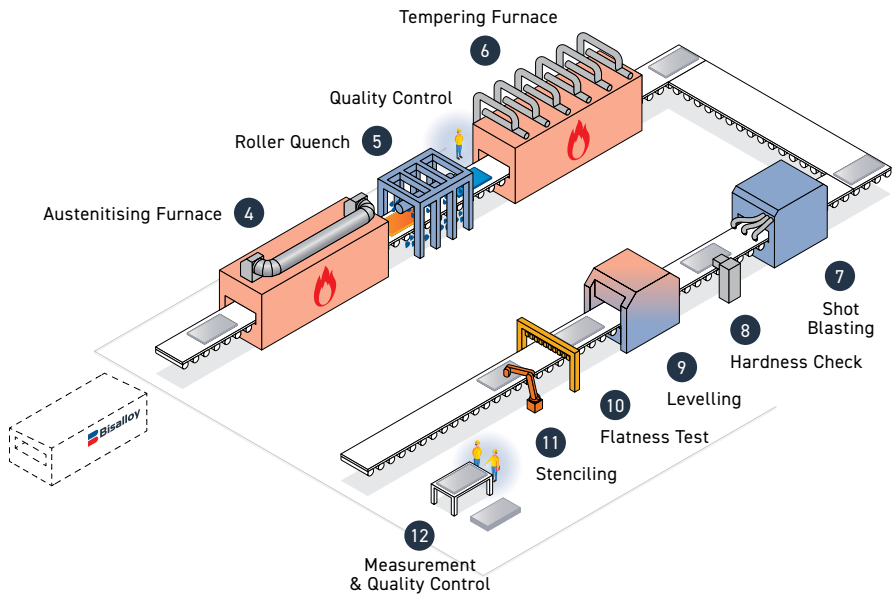 Tempering Furnace
6
Quality Control
Roller Quench
5
Austenitising Furnace
4
7
Shot
Blasting
8
Hardness Check
9
Levelling
10
Flatness Test
11
Stenciling
12
Measurement
& Quality Control
Bisalloy